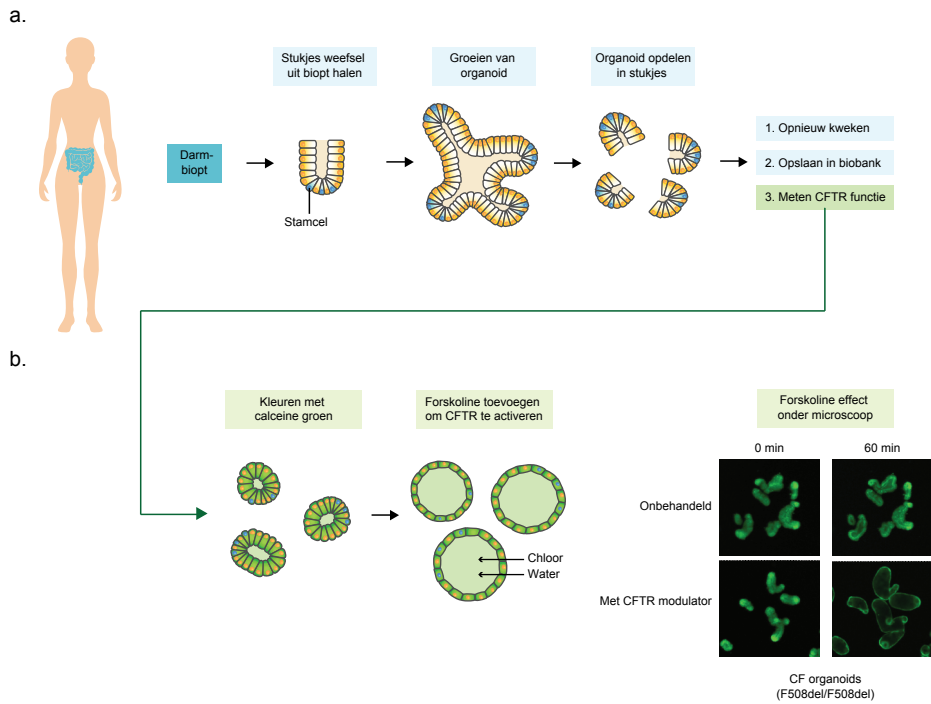 a.
Stukjes weefsel
uit biopt halen
Groeien van
organoid
Organoid opdelen
in stukjes
Darm-
biopt
Stamcel
1. Opnieuw kweken
2. Opslaan in biobank
3. Meten CFTR functie
b.
Kleuren met
calceine groen
Forskoline toevoegen
om CFTR te activeren
Chloor
Water
Forskoline effect
onder microscoop
0 min
60 min
Onbehandeld
Met CFTR modulator
CF organoids
(F508del/F508del)